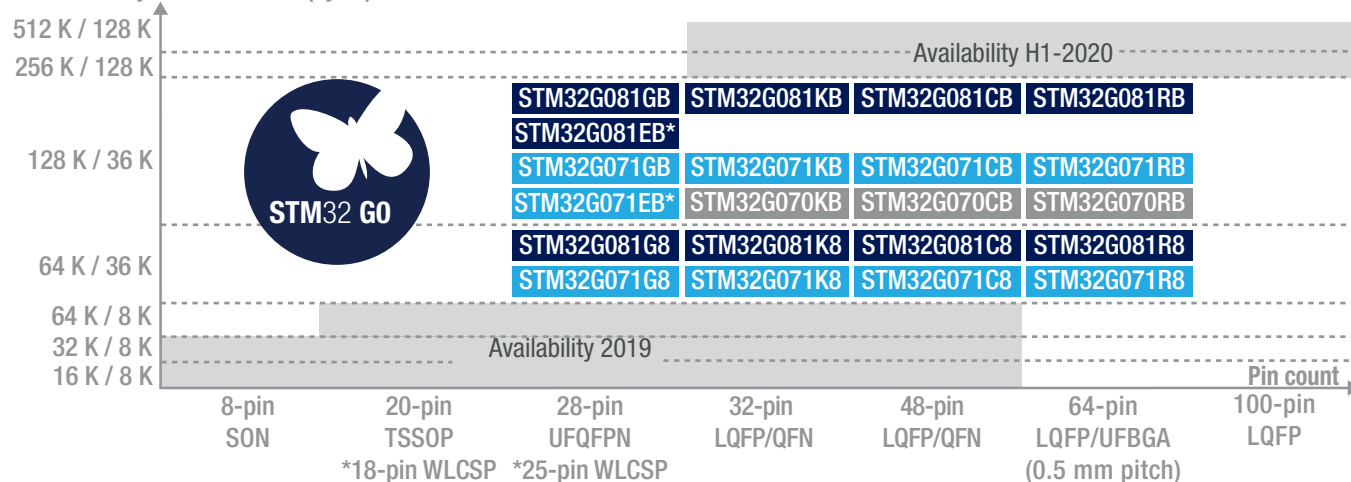 512 K / 128 K
Availability H1-2020
256 K / 128 K
STM32G081GB STM32G081KB STM32G081CB STM32G081RB
STM32G081EB*
128 K / 36 K
STM32G071GB STM32G071KB STM32G071CB STM32G071RB
STM32 G0
STM32G071EB* STM32G070KB STM32G070CB STM32G070RB
STM32G081G8 STM32G081K8 STM32G081C8 STM32G081R8
64 K / 36 K
STM32G071G8 STM32G071K8 STM32G071C8 STM32G071R8
64 K / 8 K
32 K / 8 K
Availability 2019
16 K / 8 K
Pin count
8-pin 20-pin 28-pin 32-pin 48-pin 64-pin 100-pin
SON TSSOP UFQFPN LQFP/QFN LQFP/QFN LQFP/UFBGA LQFP
*18-pin WLCSP *25-pin WLCSP (0.5 mm pitch)